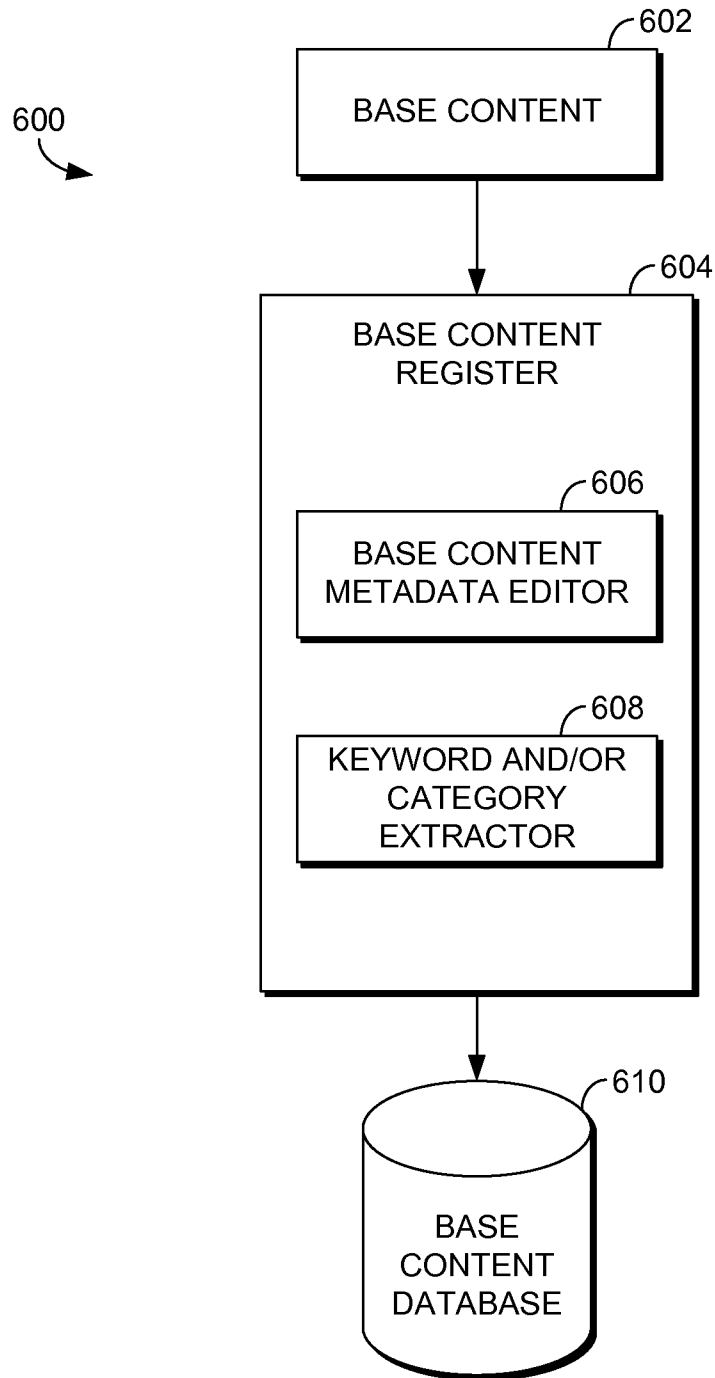 602
BASE CONTENT
600
604
BASE CONTENT
REGISTER
606
BASE CONTENT
METADATA EDITOR
608
KEYWORD AND/OR
CATEGORY
EXTRACTOR
610
BASE
CONTENT
DATABASE